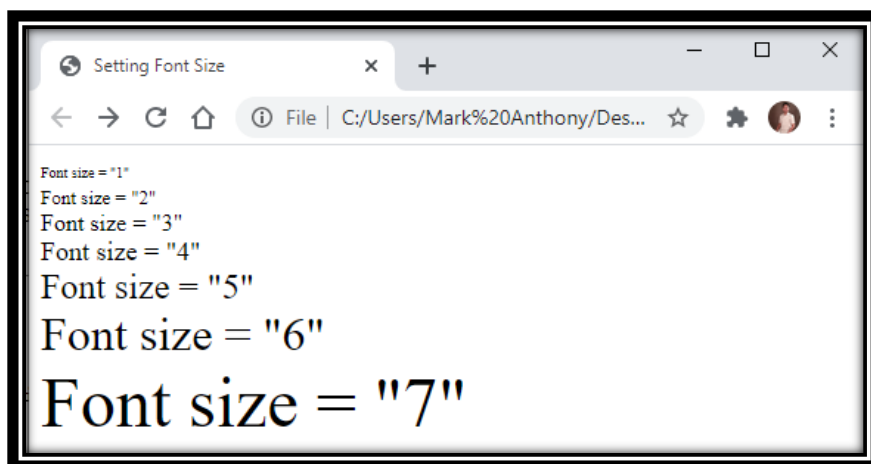 Setting Font Size
File | C:/Users/Mark%20Anthony/Des...
Font size = "1"
Font size = "2"
Font size = "3"
Font size = "4"
Font size = "5"
Font size = "6"
Font size = "7"